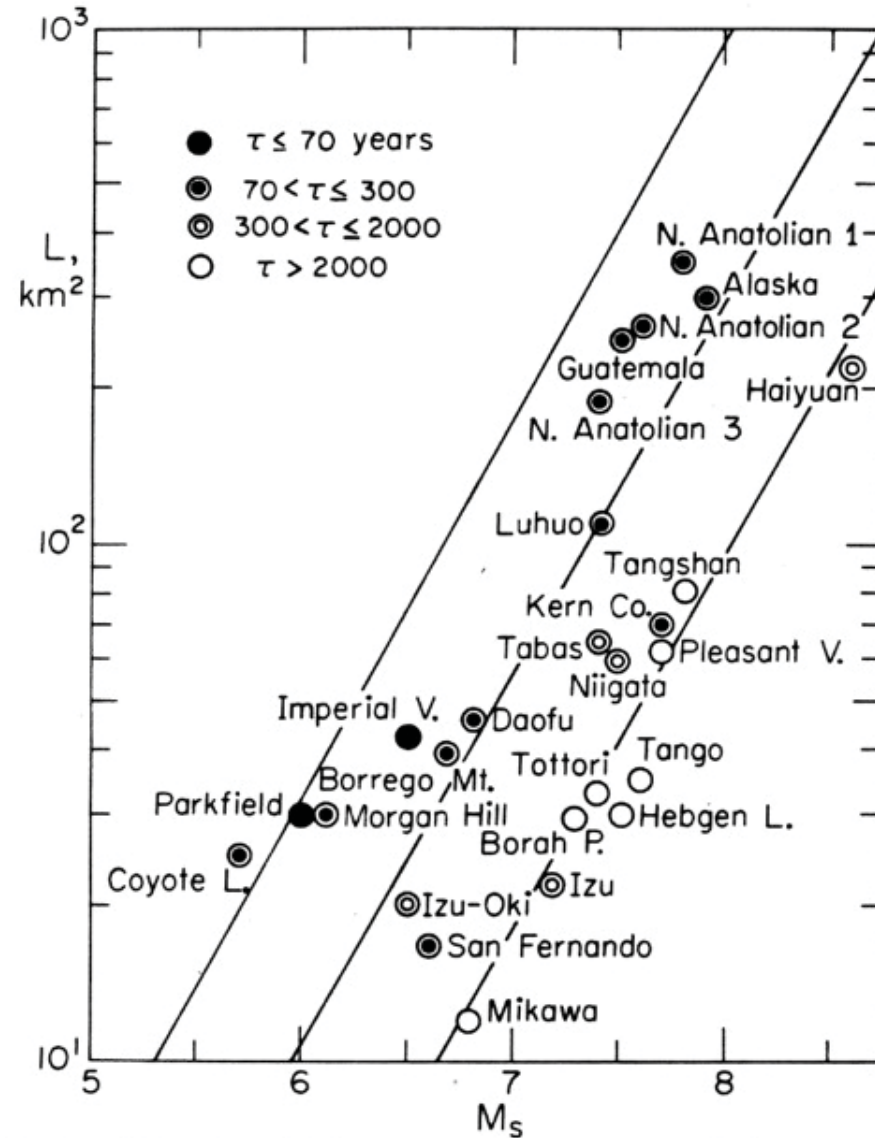 10³
τ ≤ 70 years
70 < τ ≤ 300
300 < τ ≤ 2000
τ > 2000
L,
km²
N. Anatolian 1
Alaska
N. Anatolian 2
Guatemala
Haiyuan
N. Anatolian 3
Luhuo
10²
Tangshan
Kern Co.
Tabas
Pleasant V.
Niigata
Imperial V.
Daofu
Tottori
Tango
Borrego Mt.
Parkfield
Morgan Hill
Hebgen L.
Borah P.
Coyote L.
Izu
Izu-Oki
San Fernando
Mikawa
10¹
5 6 7 8
Mₛ